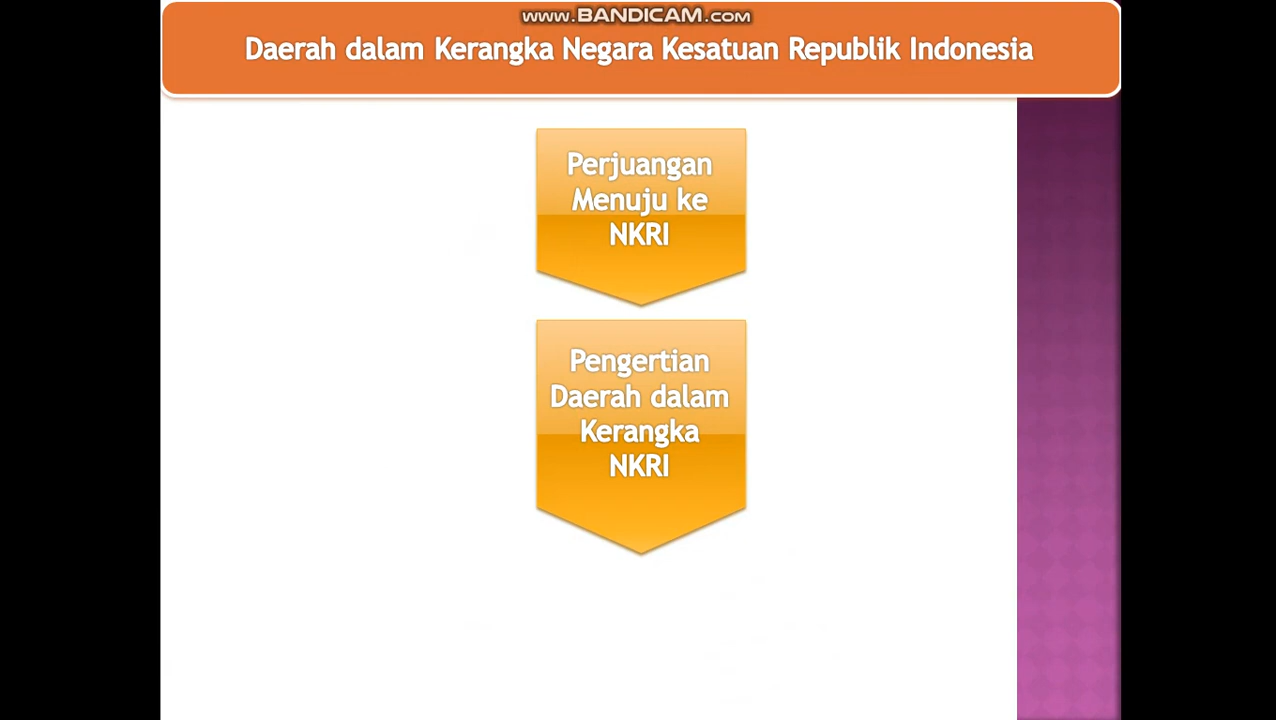 www.BANDICAM.com
Daerah dalam Kerangka Negara Kesatuan Republik Indonesia
Perjuangan
Menuju ke
NKRI
Pengertian
Daerah dalam
Kerangka
NKRI